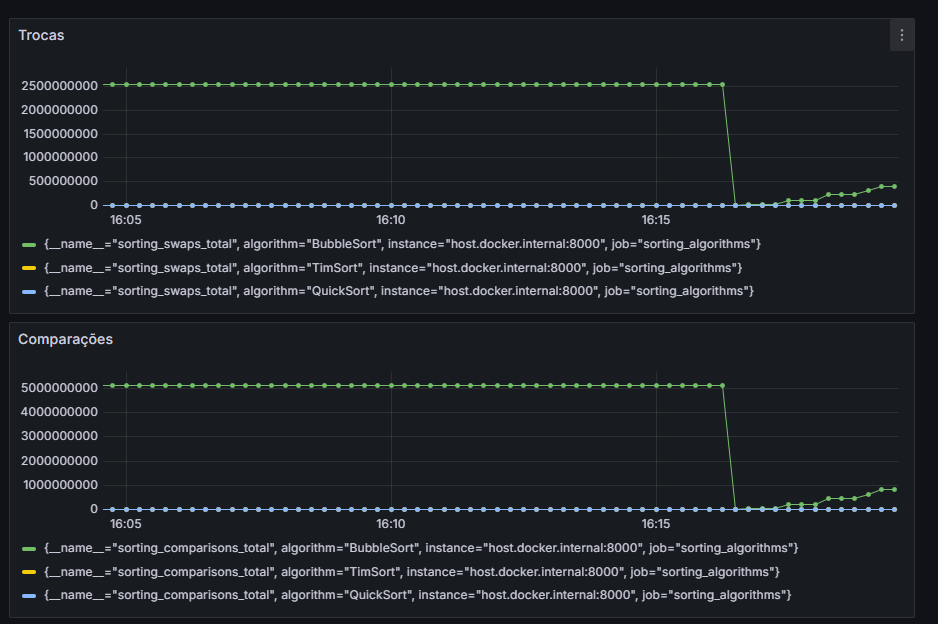 Trocas
2500000000
2000000000
1500000000
1000000000
500000000
0
16:05 16:10 16:15
{__name__="sorting_swaps_total", algorithm="BubbleSort", instance="host.docker.internal:8000", job="sorting_algorithms"}
{__name__="sorting_swaps_total", algorithm="TimSort", instance="host.docker.internal:8000", job="sorting_algorithms"}
{__name__="sorting_swaps_total", algorithm="QuickSort", instance="host.docker.internal:8000", job="sorting_algorithms"}
Comparações
5000000000
4000000000
3000000000
2000000000
1000000000
0
16:05 16:10 16:15
{__name__="sorting_comparisons_total", algorithm="BubbleSort", instance="host.docker.internal:8000", job="sorting_algorithms"}
{__name__="sorting_comparisons_total", algorithm="TimSort", instance="host.docker.internal:8000", job="sorting_algorithms"}
{__name__="sorting_comparisons_total", algorithm="QuickSort", instance="host.docker.internal:8000", job="sorting_algorithms"}